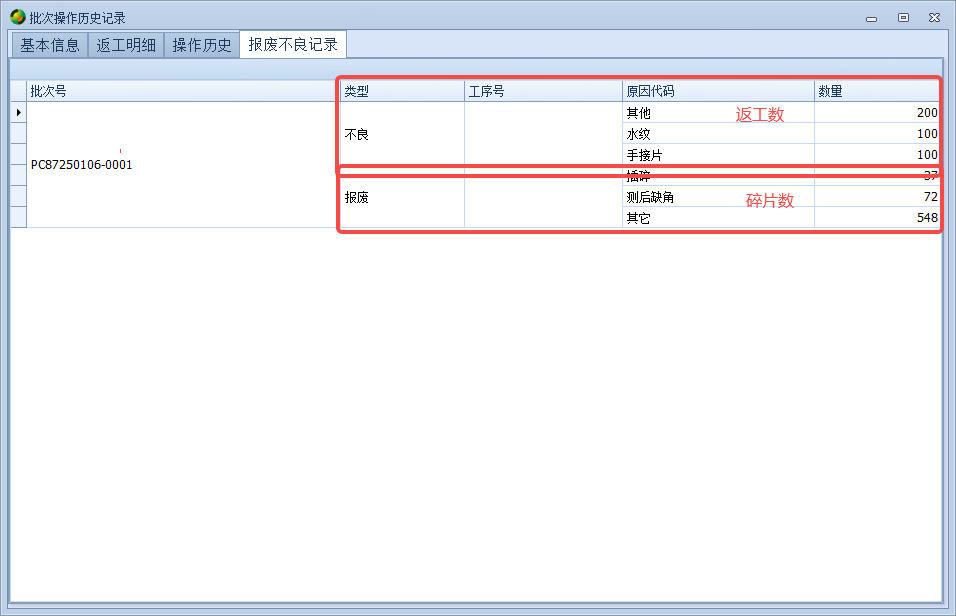 批次操作历史记录
基本信息 返工明细 操作历史 报废不良记录
批次号 类型 工序号 原因代码 数量
其他 返工数 200
不良 水纹 100
手接片 100
PC87250106-0001
插碎 37
报废 测后缺角 碎片数 72
其它 548